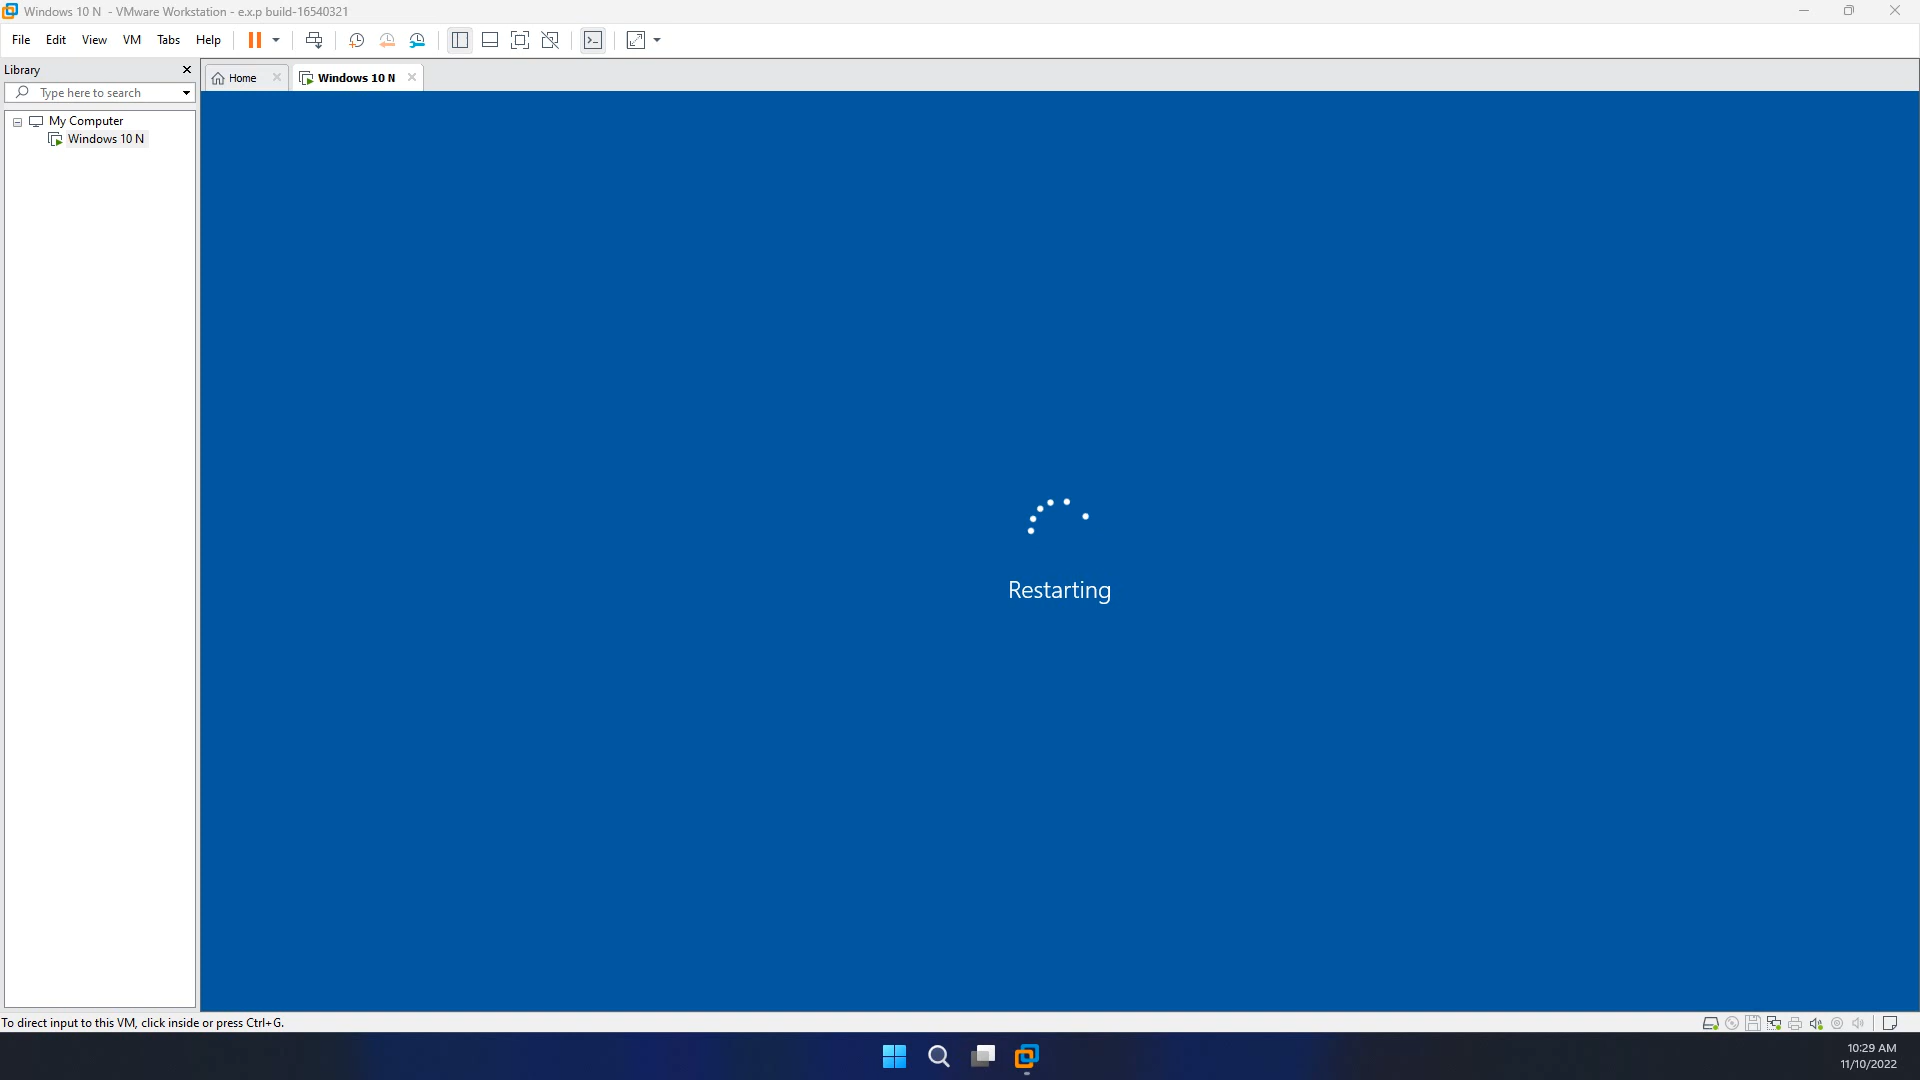 Windows 10 N - VMware Workstation - e.x.p build-16540321
File Edit View VM Tabs Help
Library
Home
Windows 10 N
Type here to search
My Computer
Windows 10 N
Restarting
To direct input to this VM, click inside or press Ctrl+G.
10:29 AM
11/10/2022